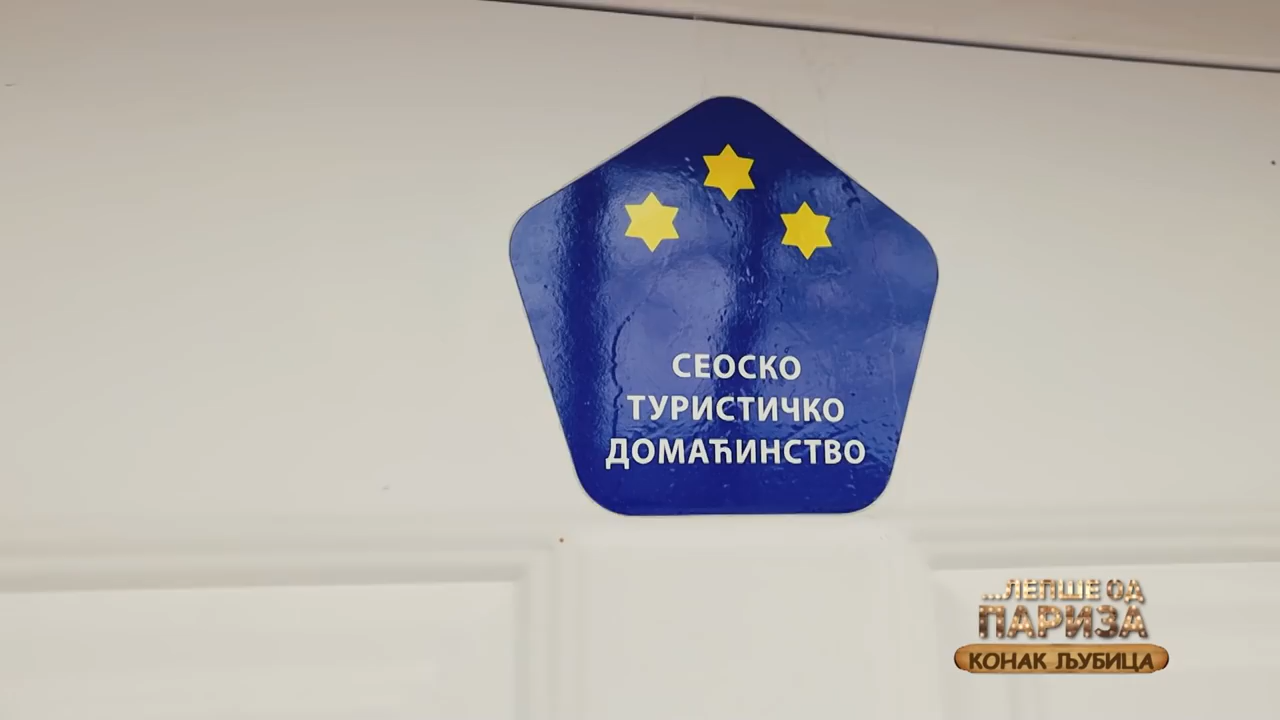 СЕОСКО
ТУРИСТИЧКО
ДОМАЋИНСТВО
...ЛЕПШЕ ОД
ПАРИЗА
КОНАК ЉУБИЦА